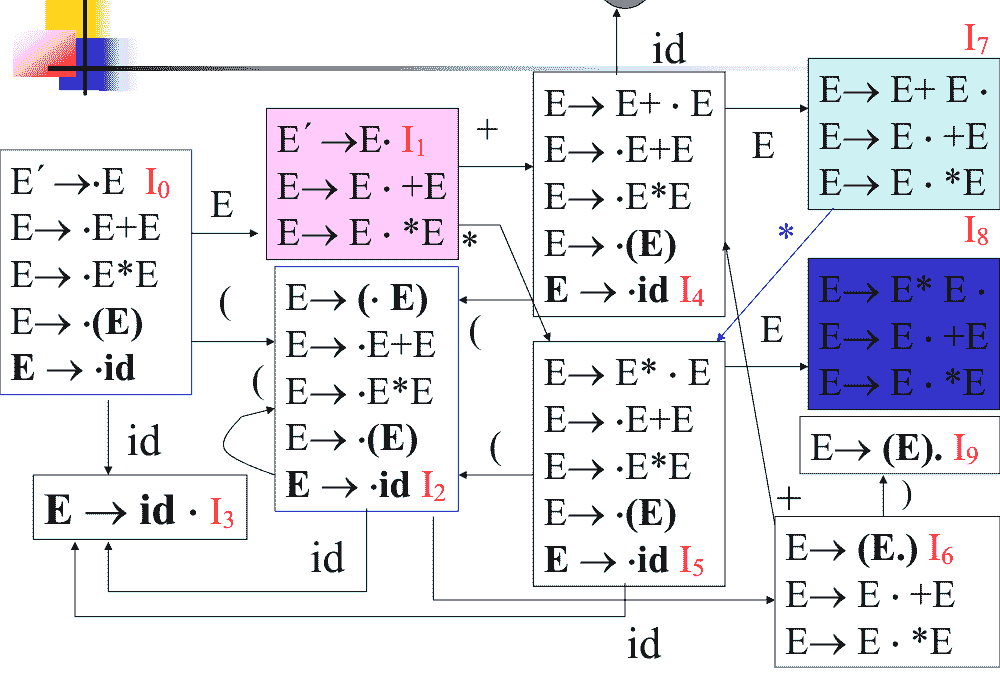 id
I₇
E→ E+ · E
E→ ·E+E
E→ ·E*E
E→ ·(E)
E → ·id I₄
E→ E+ E ·
E→ E · +E
E→ E · *E
E´ →E· I₁
E→ E · +E
E→ E · *E
+
E
E´ →·E I₀
E→ ·E+E
E→ ·E*E
E→ ·(E)
E → ·id
E
*
*
I₈
E→ (· E)
E→ ·E+E
E→ ·E*E
E→ ·(E)
E → ·id I₂
(
(
(
E
E→ E* E ·
E→ E · +E
E→ E · *E
E→ E* · E
E→ ·E+E
E→ ·E*E
E→ ·(E)
E → ·id I₅
(
id
E→ (E). I₉
E → id · I₃
+
)
id
E→ (E.) I₆
E→ E · +E
E→ E · *E
id